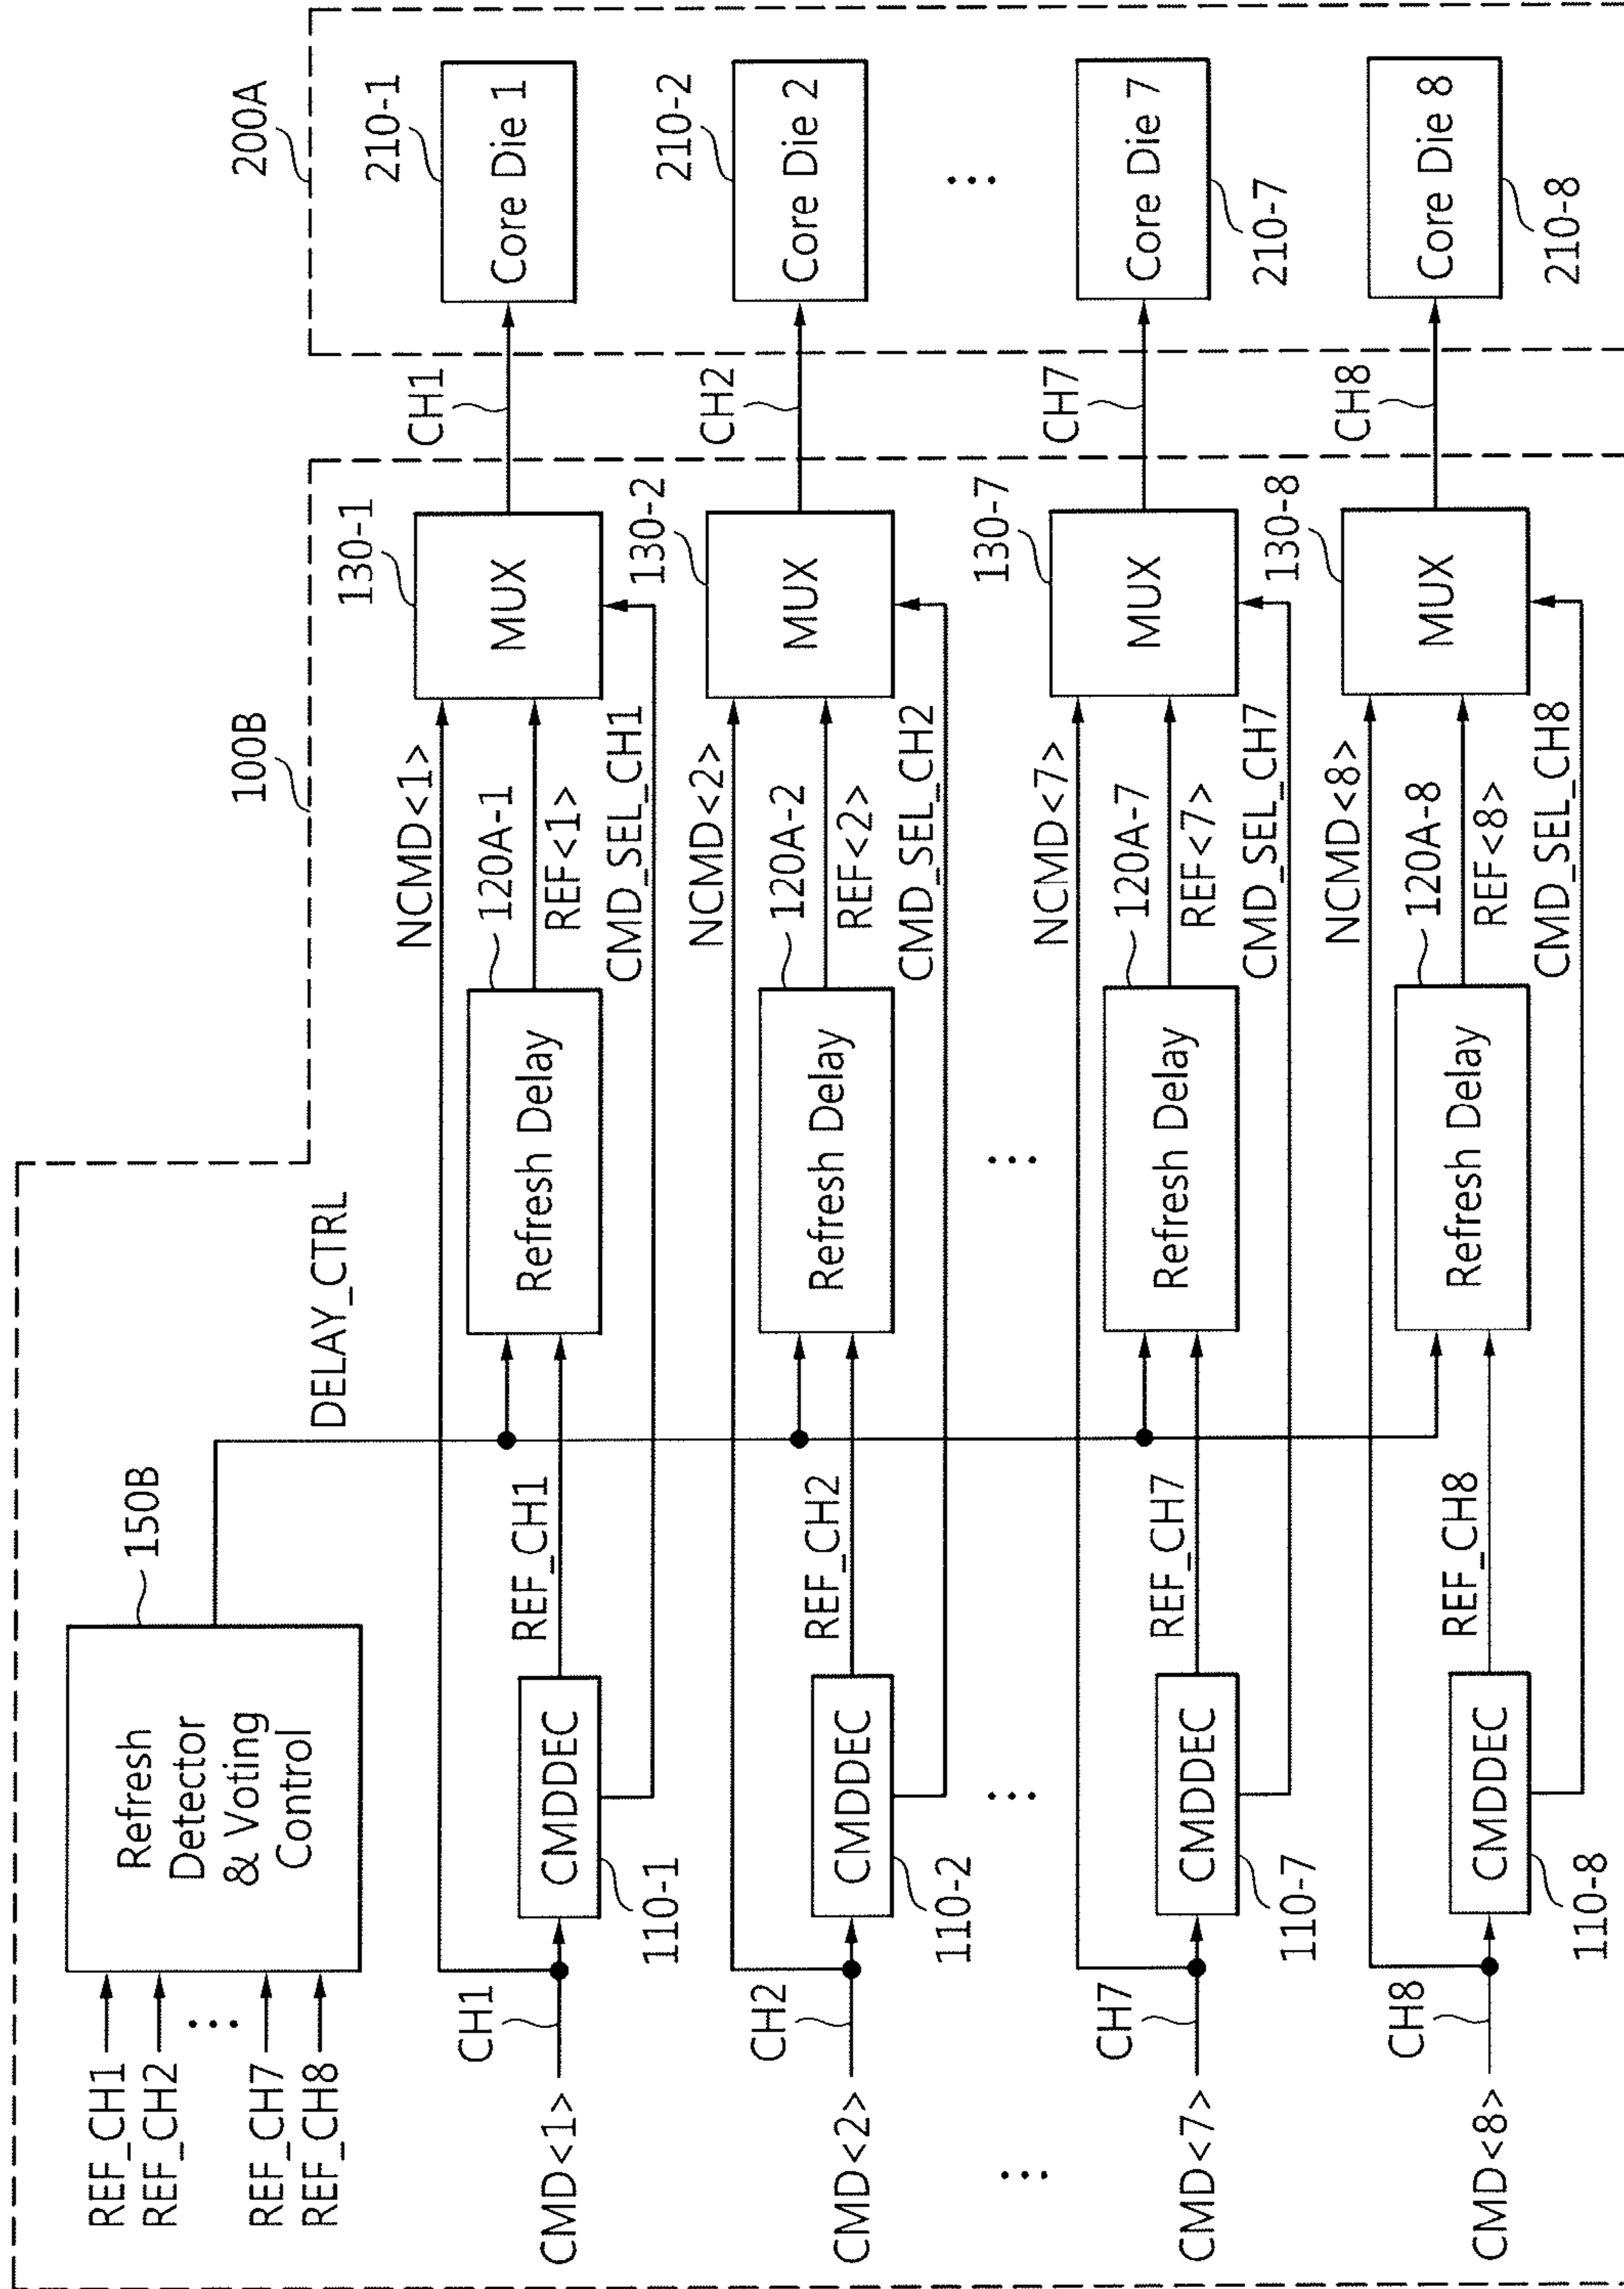 100B
200A
REF_CH1
REF_CH2
...
REF_CH7
REF_CH8
Refresh
Detector
& Voting
Control
150B
DELAY_CTRL
CMD<1>
CH1
110-1
CMDDEC
REF_CH1
Refresh Delay
120A-1
NCMD<1>
REF<1>
CMD_SEL_CH1
130-1
MUX
CH1
210-1
Core Die 1
CMD<2>
CH2
110-2
CMDDEC
REF_CH2
Refresh Delay
120A-2
NCMD<2>
REF<2>
CMD_SEL_CH2
130-2
MUX
CH2
210-2
Core Die 2
...
...
...
...
CMD<7>
CH7
110-7
CMDDEC
REF_CH7
Refresh Delay
120A-7
NCMD<7>
REF<7>
CMD_SEL_CH7
130-7
MUX
CH7
Core Die 7
210-7
CMD<8>
CH8
110-8
CMDDEC
REF_CH8
Refresh Delay
120A-8
NCMD<8>
REF<8>
CMD_SEL_CH8
130-8
MUX
CH8
Core Die 8
210-8